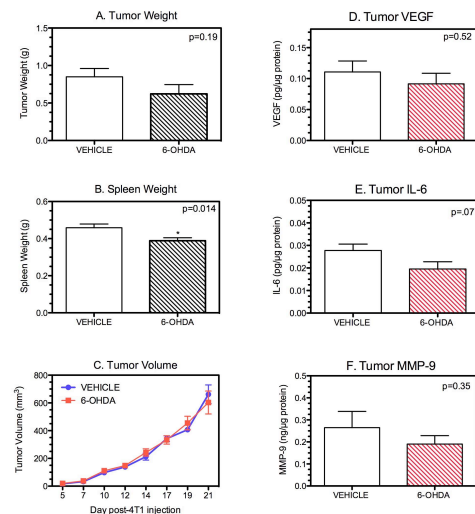 A. Tumor Weight
p=0.19
Tumor Weight (g)
1.5
1.0
0.5
0.0
VEHICLE
6-OHDA
B. Spleen Weight
p=0.014
*
Spleen Weight (g)
0.6
0.4
0.2
0.0
VEHICLE
6-OHDA
C. Tumor Volume
VEHICLE
6-OHDA
Tumor Volume (mm³)
800
600
400
200
0
5 7 10 12 14 17 19 21
Day post-4T1 injection
D. Tumor VEGF
p=0.52
VEGF (pg/µg protein)
0.15
0.10
0.05
0.00
VEHICLE
6-OHDA
E. Tumor IL-6
p=.07
IL-6 (pg/µg protein)
0.05
0.04
0.03
0.02
0.01
0.00
VEHICLE
6-OHDA
F. Tumor MMP-9
p=0.35
MMP-9 (ng/µg protein)
0.5
0.4
0.3
0.2
0.1
0.0
VEHICLE
6-OHDA